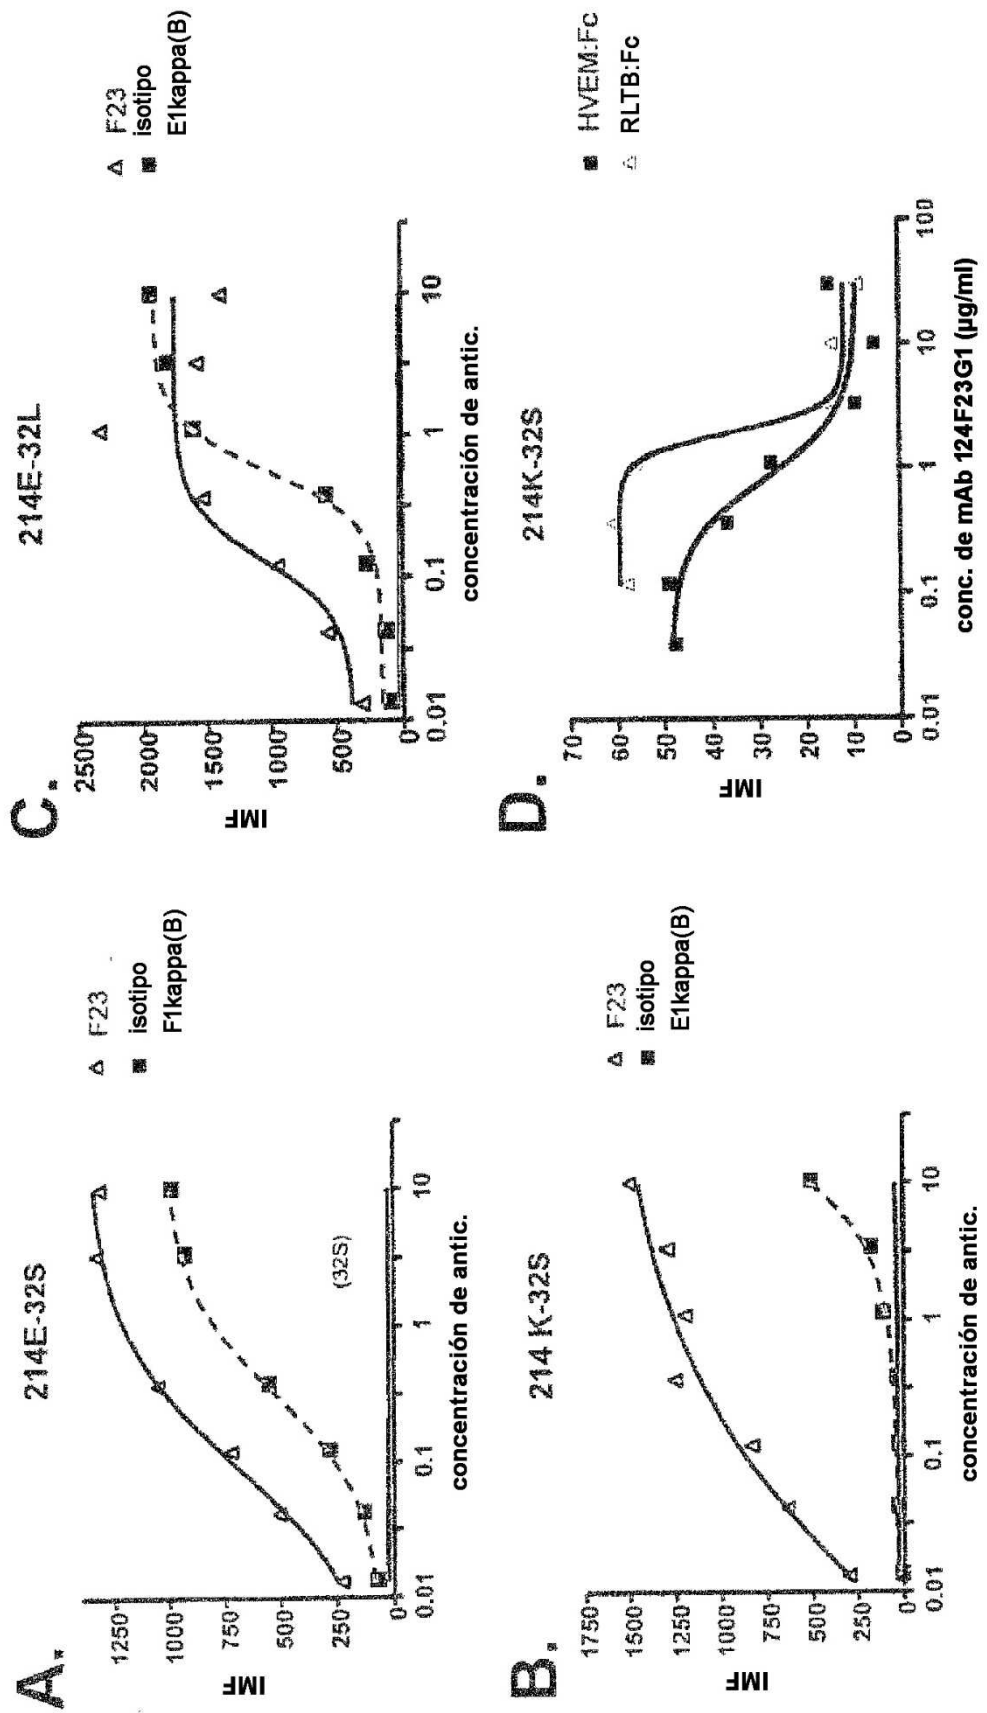 A.
214E-32S
1250
1000
750
500
250
0
IMF
0.01
0.1
1
10
concentración de antic.
(32S)
F23
isotipo
F1kappa(B)
B.
214 K-32S
1750
1500
1250
1000
750
500
250
0
IMF
0.01
0.1
1
10
concentración de antic.
F23
isotipo
E1kappa(B)
C.
214E-32L
2500
2000
1500
1000
500
0
IMF
0.01
0.1
1
10
concentración de antic.
F23
isotipo
E1kappa(B)
D.
214K-32S
70
60
50
40
30
20
10
0
IMF
0.01
0.1
1
10
100
conc. de mAb 124F23G1 (µg/ml)
HVEM:Fc
RLTB:Fc